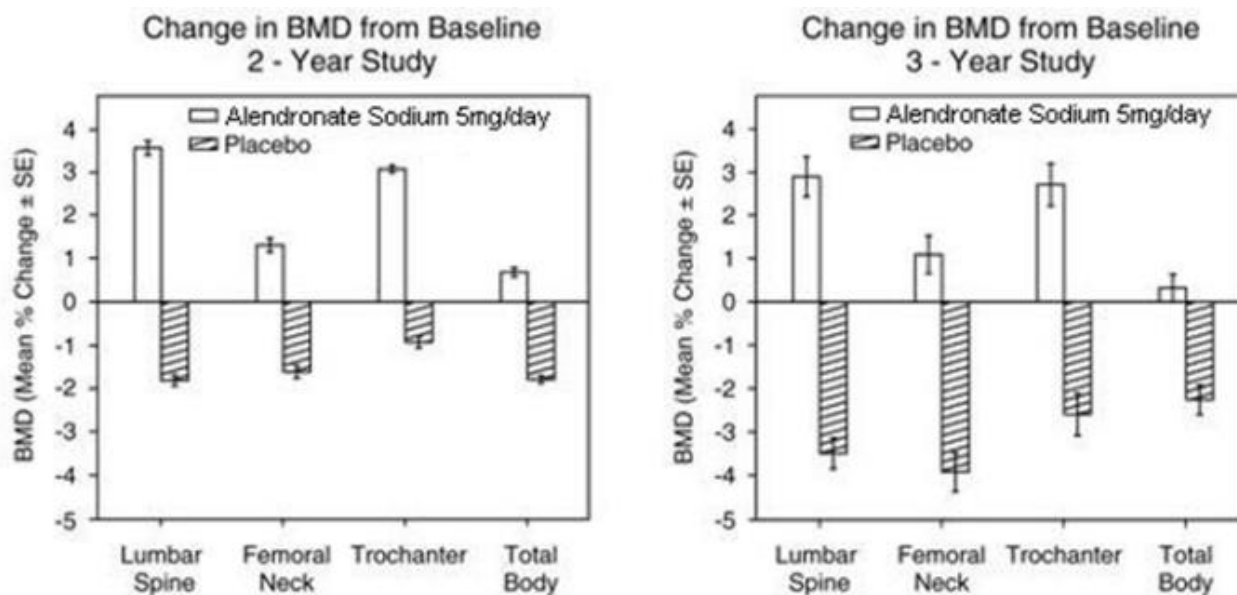 Change in BMD from Baseline
2 - Year Study
Alendronate Sodium 5mg/day
Placebo
BMD (Mean % Change ± SE)
4
3
2
1
0
-1
-2
-3
-4
-5
Lumbar Spine
Femoral Neck
Trochanter
Total Body
Change in BMD from Baseline
3 - Year Study
Alendronate Sodium 5mg/day
Placebo
BMD (Mean % Change ± SE)
4
3
2
1
0
-1
-2
-3
-4
-5
Lumbar Spine
Femoral Neck
Trochanter
Total Body